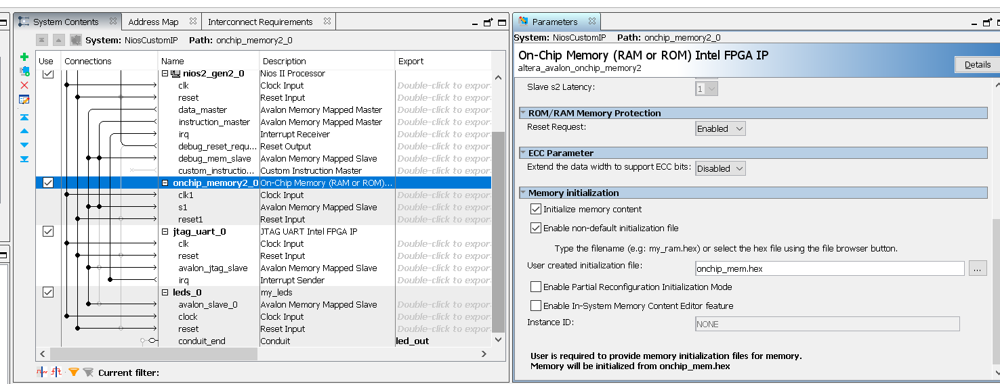 System Contents Address Map Interconnect Requirements
System: NiosCustomIP Path: onchip_memory2_0
Use Connections Name Description Export
nios2_gen2_0 Nios II Processor
clk Clock Input Double-click to expor
reset Reset Input Double-click to expor
data_master Avalon Memory Mapped Master Double-click to expor
instruction_master Avalon Memory Mapped Master Double-click to expor
irq Interrupt Receiver Double-click to expor
debug_reset_requ... Reset Output Double-click to expor
debug_mem_slave Avalon Memory Mapped Slave Double-click to expor
custom_instructio... Custom Instruction Master Double-click to expor
onchip_memory2_0 On-Chip Memory (RAM or ROM)...
clk1 Clock Input Double-click to expor
s1 Avalon Memory Mapped Slave Double-click to expor
reset1 Reset Input Double-click to expor
jtag_uart_0 JTAG UART Intel FPGA IP
clk Clock Input Double-click to expor
reset Reset Input Double-click to expor
avalon_jtag_slave Avalon Memory Mapped Slave Double-click to expor
irq Interrupt Sender Double-click to expor
leds_0 my_leds
avalon_slave_0 Avalon Memory Mapped Slave Double-click to expor
clock Clock Input Double-click to expor
reset Reset Input Double-click to expor
conduit_end Conduit led_out
Current filter:
Parameters
System: NiosCustomIP Path: onchip_memory2_0
On-Chip Memory (RAM or ROM) Intel FPGA IP
altera_avalon_onchip_memory2
Details
Slave s2 Latency: 1
ROM/RAM Memory Protection
Reset Request: Enabled
ECC Parameter
Extend the data width to support ECC bits: Disabled
Memory initialization
Initialize memory content
Enable non-default initialization file
Type the filename (e.g: my_ram.hex) or select the hex file using the file browser button.
User created initialization file: onchip_mem.hex ...
Enable Partial Reconfiguration Initialization Mode
Enable In-System Memory Content Editor feature
Instance ID: NONE
User is required to provide memory initialization files for memory.
Memory will be initialized from onchip_mem.hex